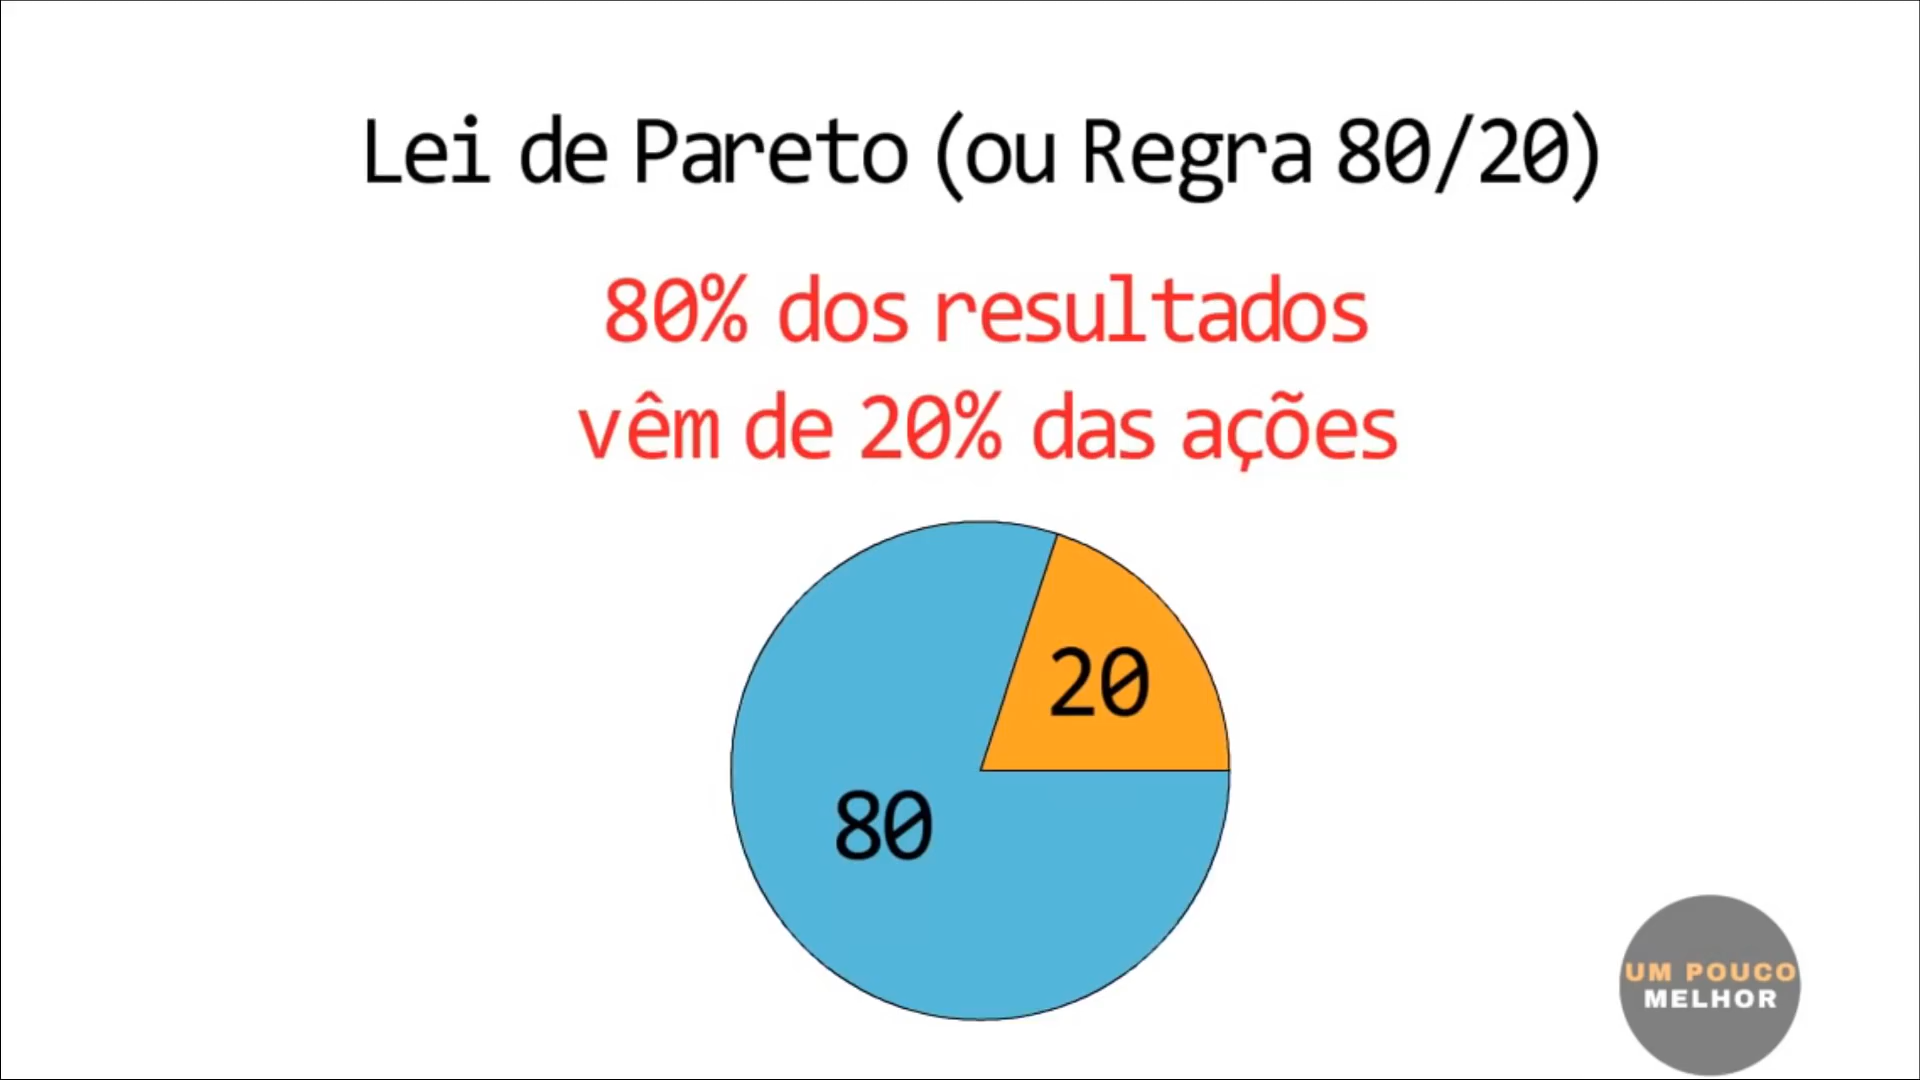 Lei de Pareto (ou Regra 80/20)
80% dos resultados
vêm de 20% das ações
20
80
UM POUCO
MELHOR